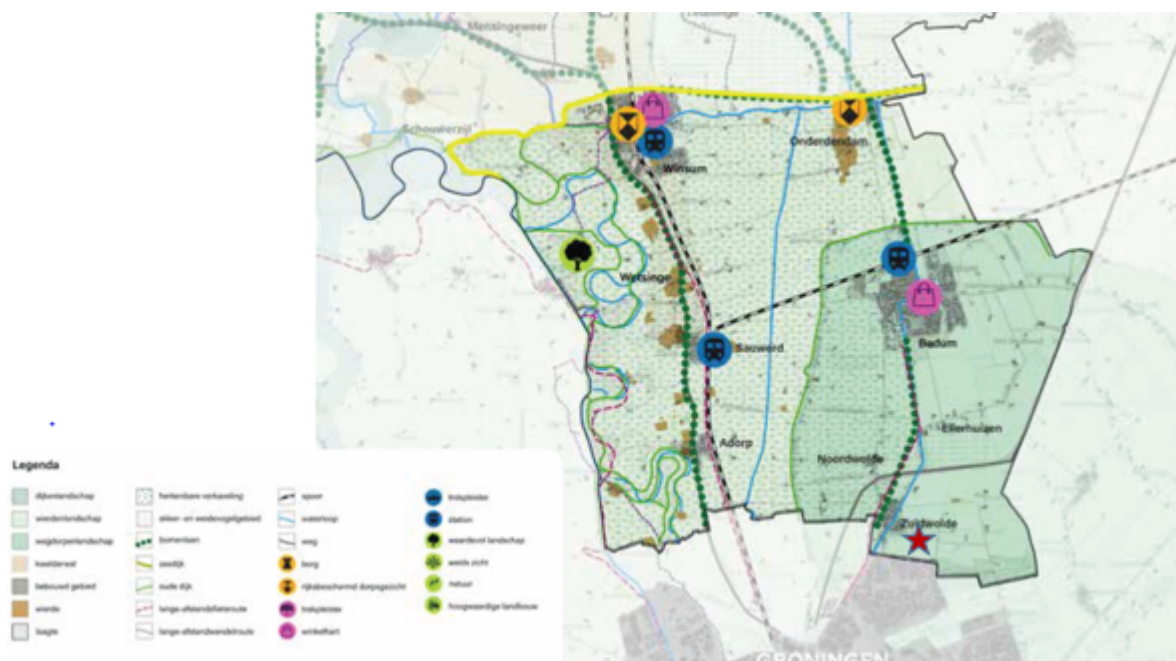 Mensingeweer
Schouwerzijl
Onderdendam
Winsum
Wetsinge
Sauwerd
Bedum
Ellerhuizen
Adorp
Noordwolde
Zuidwolde
GRONINGEN
Legenda
dijkenlandschap
wierdenlandschap
wegdorpenlandschap
kwelderwal
bebouwd gebied
wierde
laagte
herkenbare verkaveling
akker- en weidevogelgebied
bomenlaan
zeedijk
oude dijk
lange-afstandsfietsroute
lange-afstandwandelroute
spoor
waterloop
weg
borg
rijksbeschermd dorpsgezicht
trekpleister
winkelhart
trekpleister
station
waardevol landschap
weids zicht
natuur
hoogwaardige landbouw